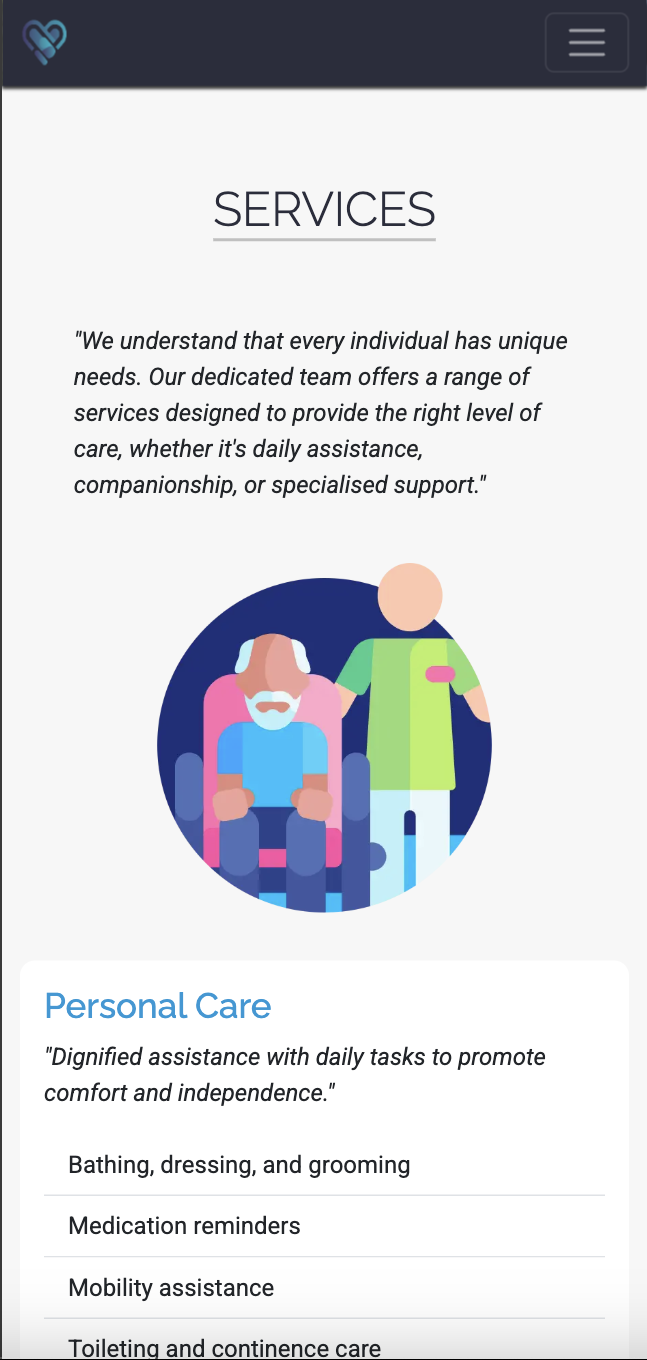 SERVICES
"We understand that every individual has unique
needs. Our dedicated team offers a range of
services designed to provide the right level of
care, whether it's daily assistance,
companionship, or specialised support."
Personal Care
"Dignified assistance with daily tasks to promote
comfort and independence."
Bathing, dressing, and grooming
Medication reminders
Mobility assistance
Toileting and continence care